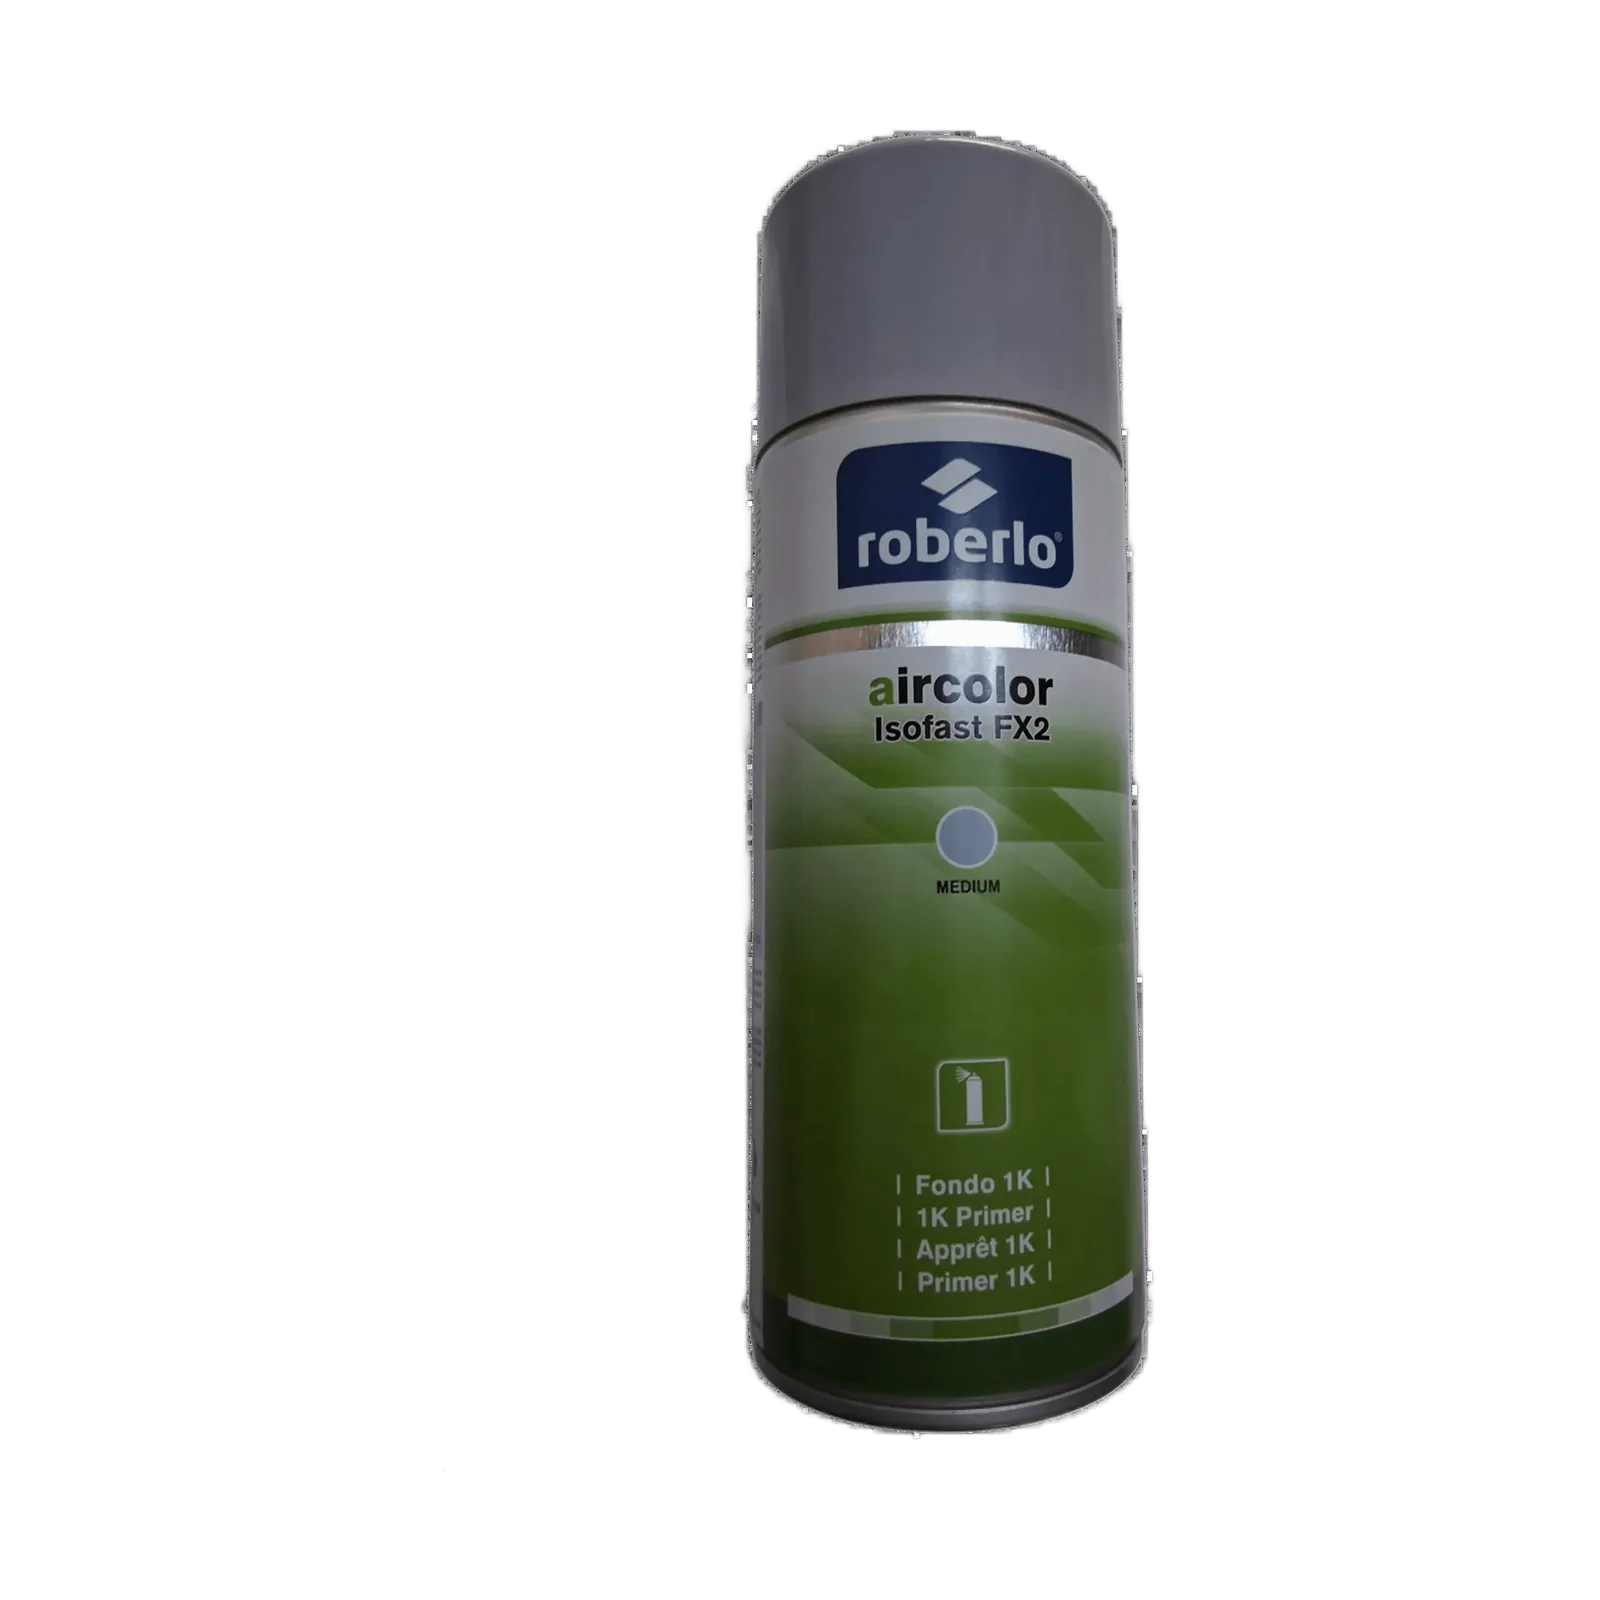 roberlo®
aircolor
Isofast FX2
MEDIUM
| Fondo 1K |
| 1K Primer |
| Apprêt 1K |
| Primer 1K |